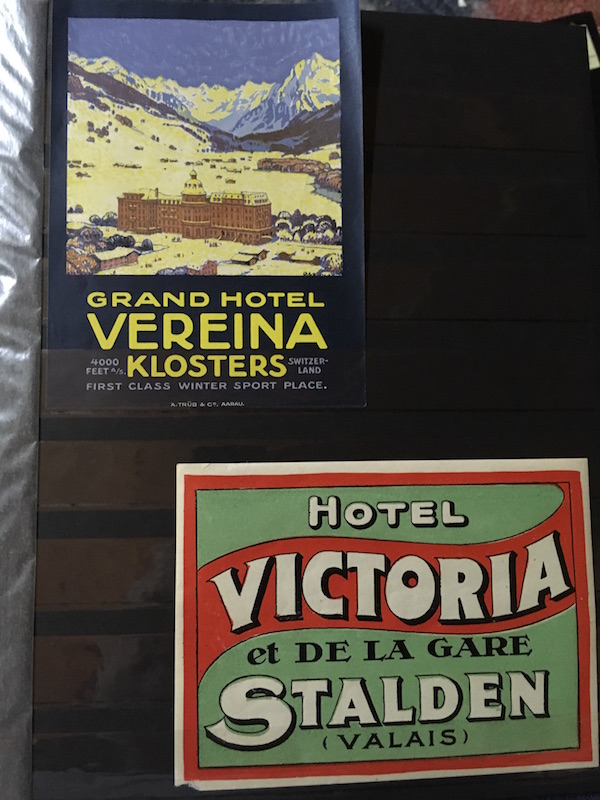 GRAND HOTEL
VEREINA
4000 FEET A/S. KLOSTERS SWITZER-LAND
FIRST CLASS WINTER SPORT PLACE.
A. TRÜB & CO. AARAU.
HOTEL
VICTORIA
et DE LA GARE
STALDEN
(VALAIS)